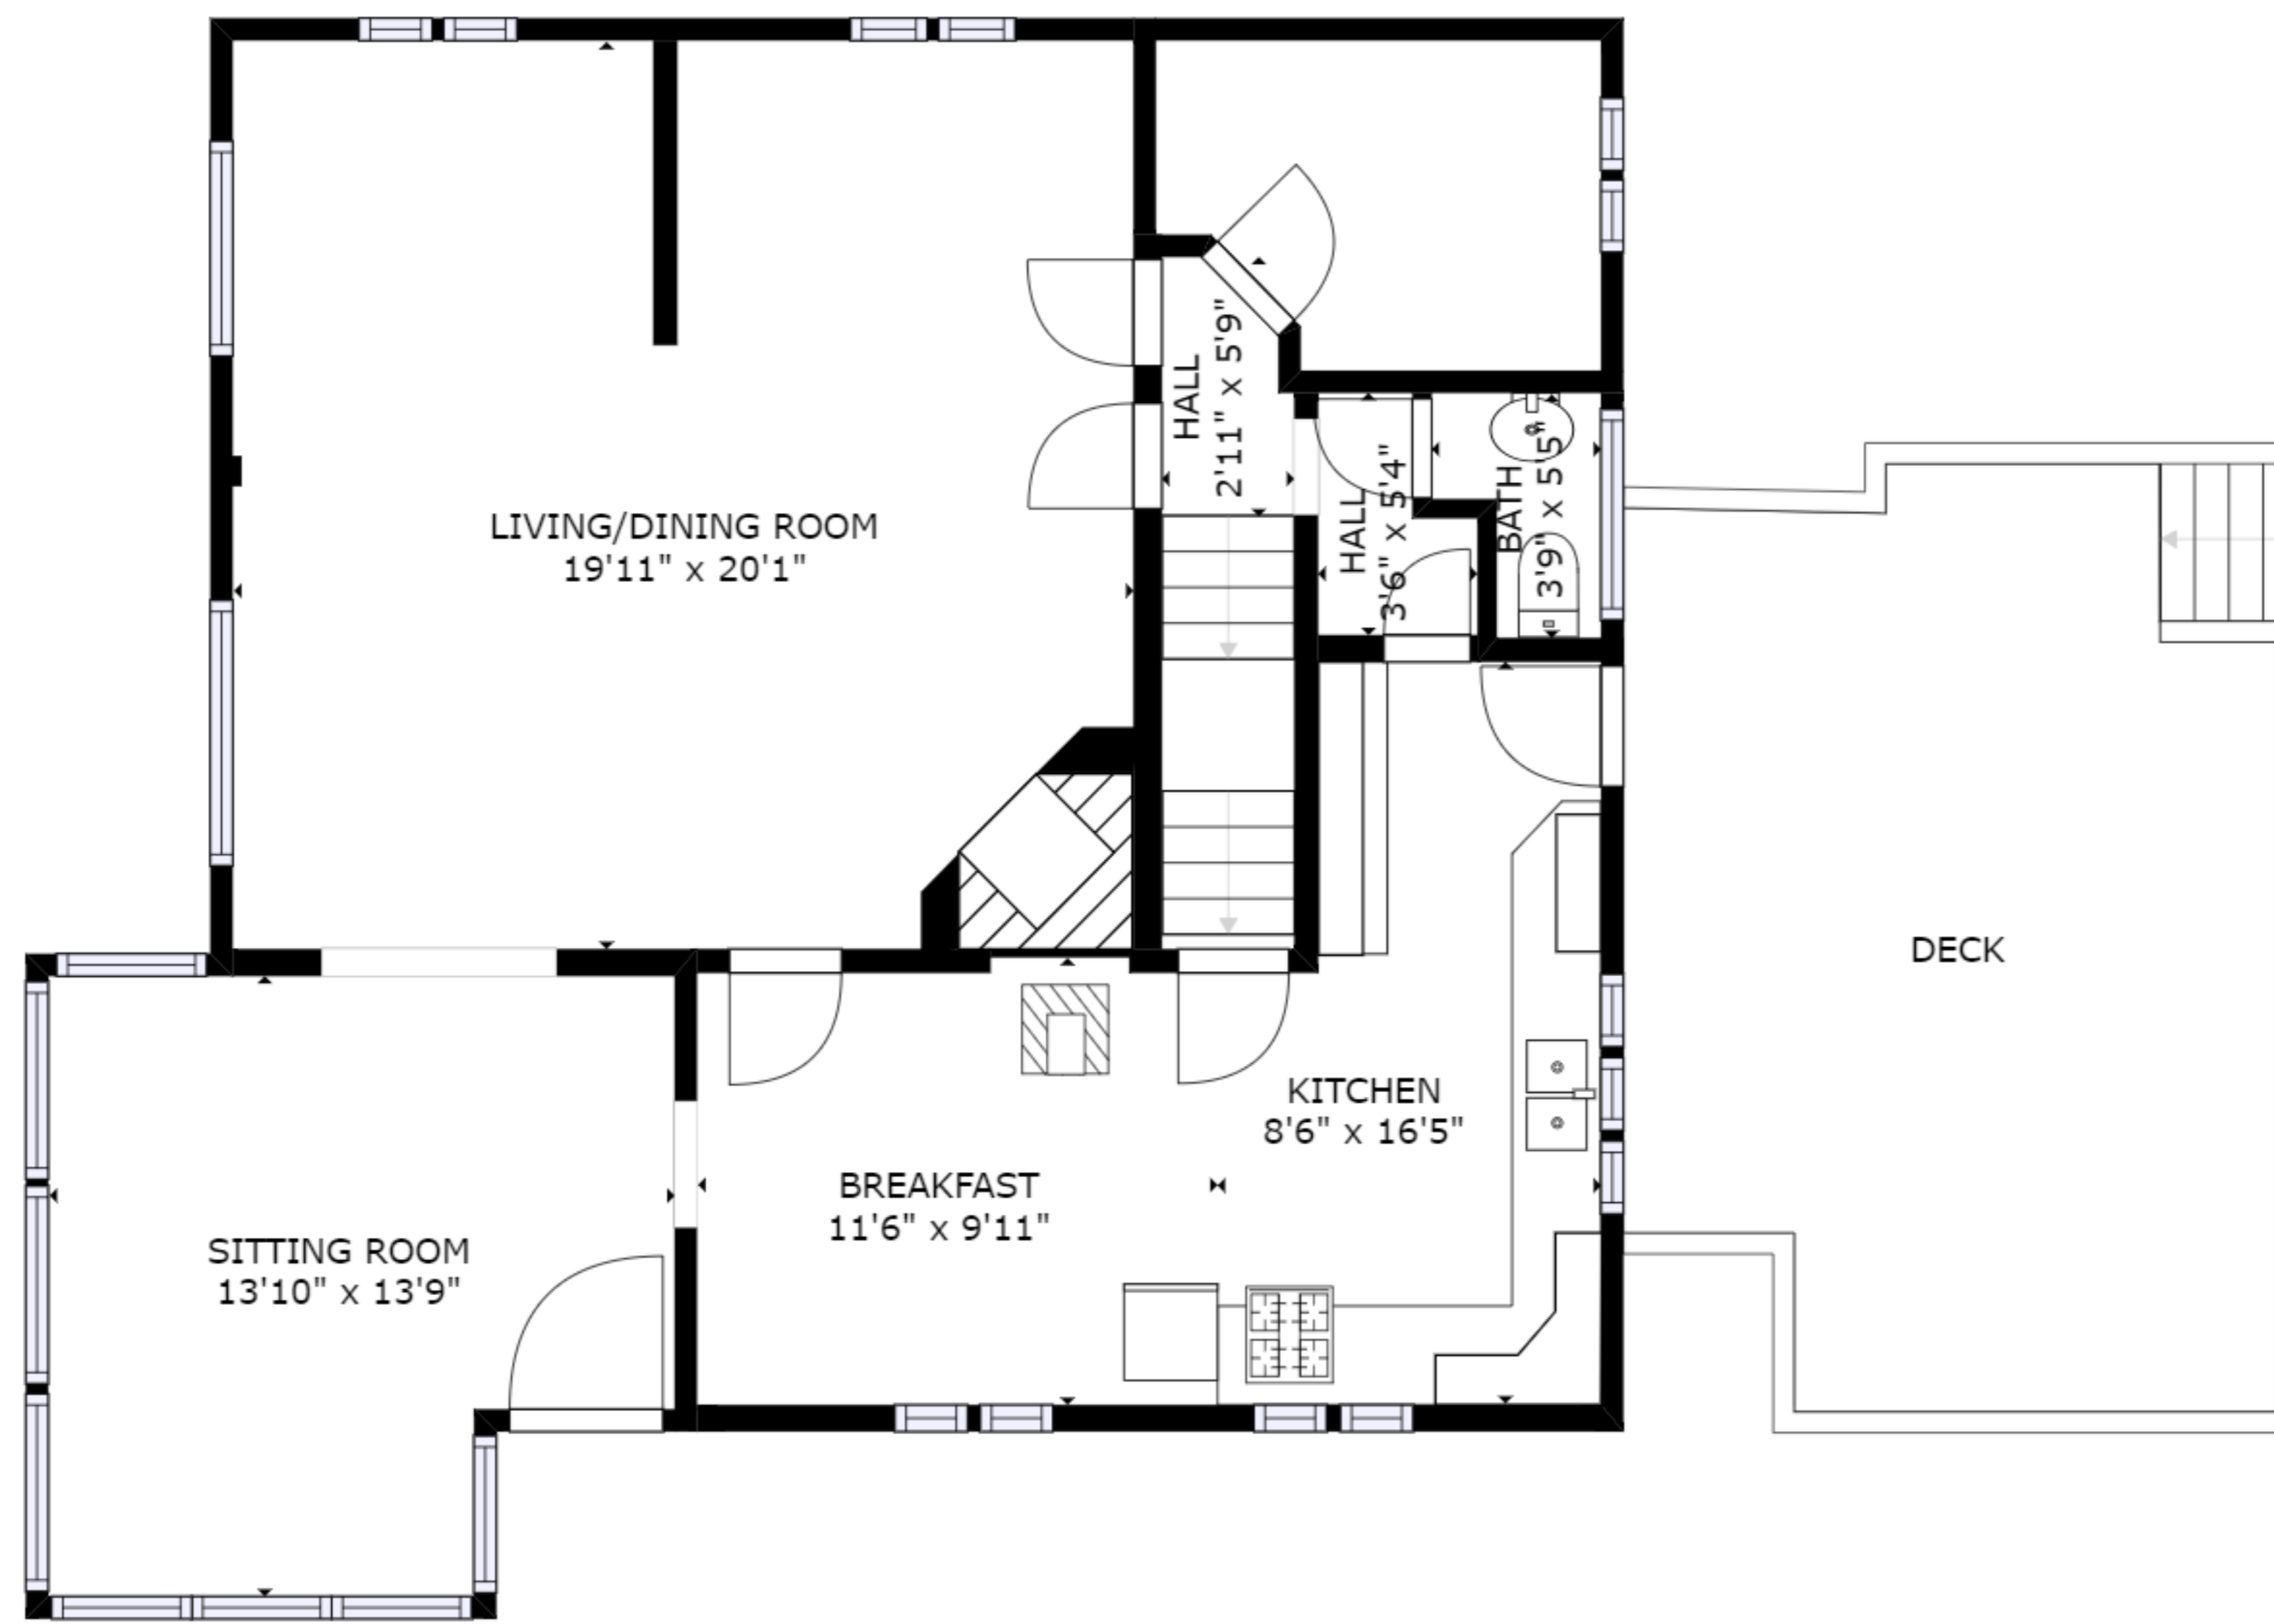 HALL
2'11" x 5'9"
HALL
3'6" x 5'4"
BATH
3'9" x 5'5"
LIVING/DINING ROOM
19'11" x 20'1"
DECK
KITCHEN
8'6" x 16'5"
BREAKFAST
11'6" x 9'11"
SITTING ROOM
13'10" x 13'9"